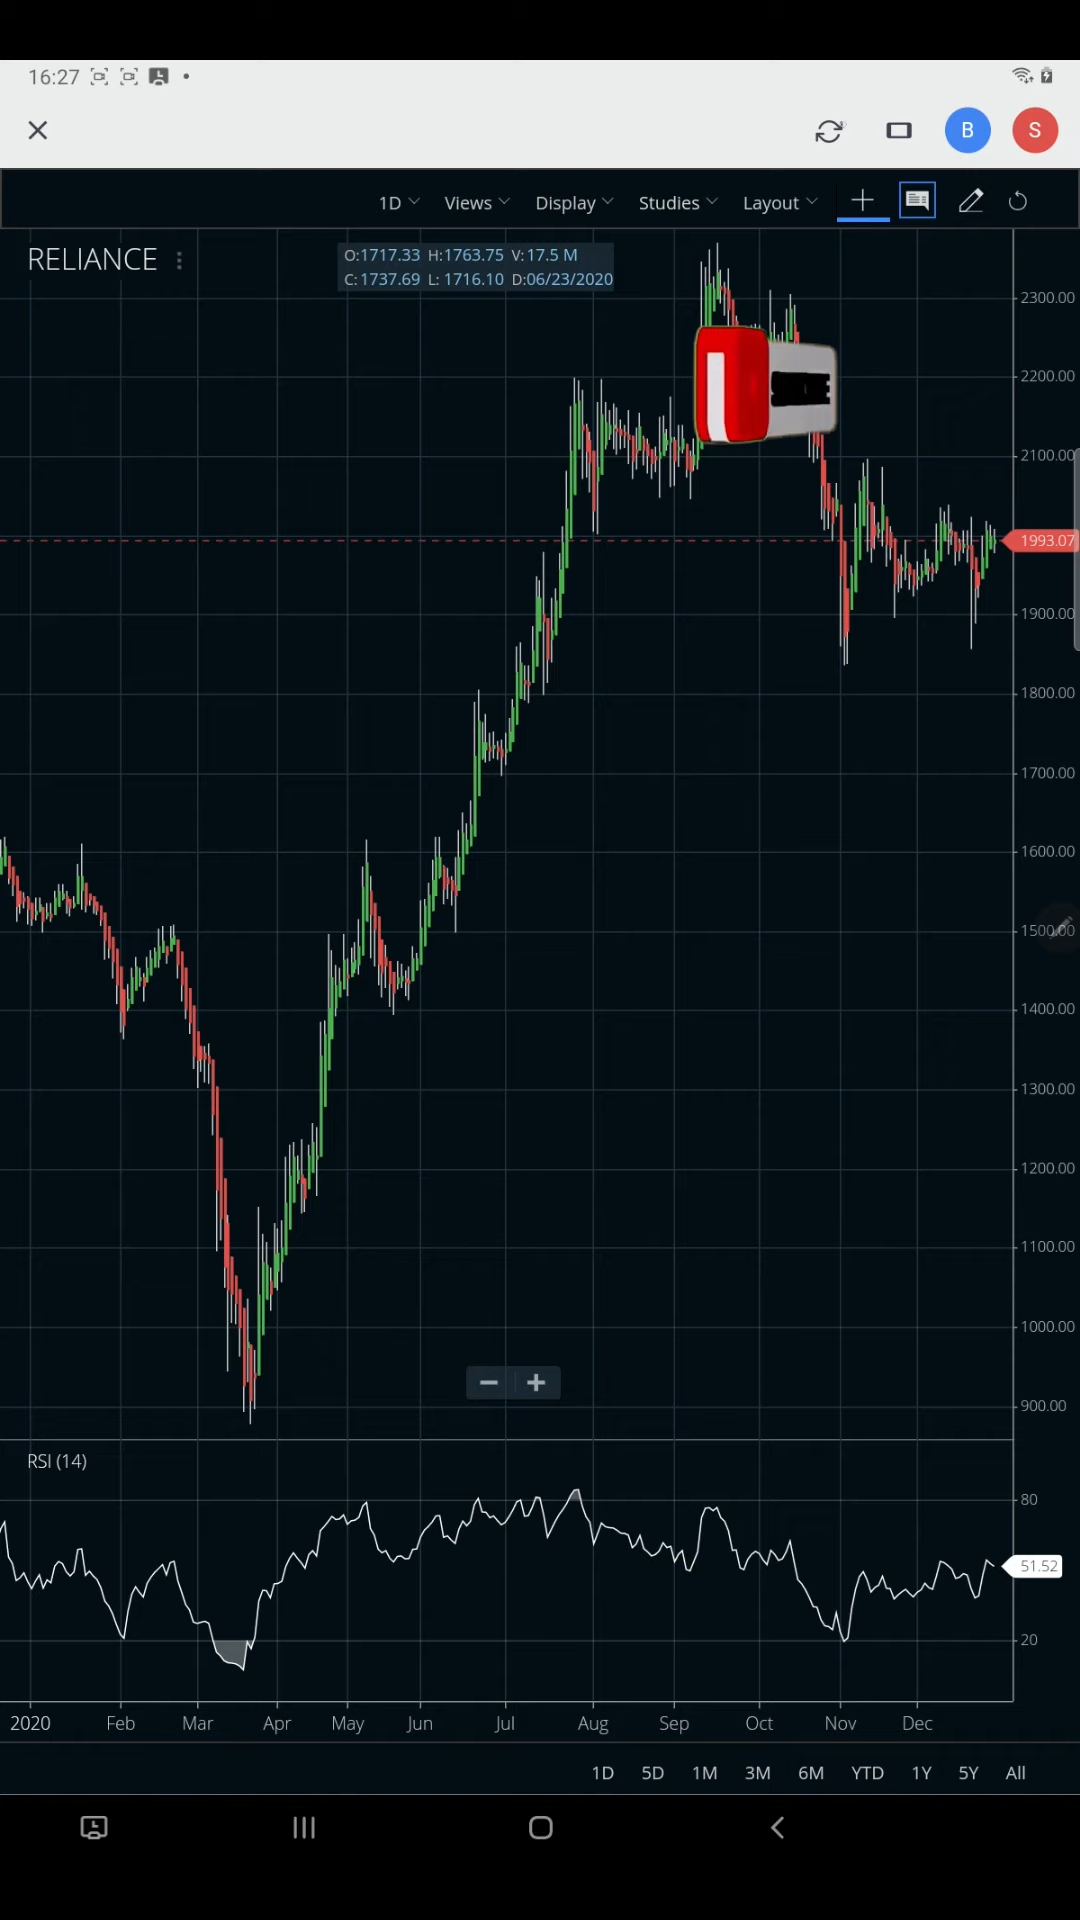 16:27
B S
1D Views Display Studies Layout
RELIANCE
O:1717.33 H:1763.75 V:17.5 M
C:1737.69 L: 1716.10 D:06/23/2020
2300.00
2200.00
2100.00
1993.07
1900.00
1800.00
1700.00
1600.00
1500.00
1400.00
1300.00
1200.00
1100.00
1000.00
900.00
RSI (14)
80
51.52
20
2020 Feb Mar Apr May Jun Jul Aug Sep Oct Nov Dec
1D 5D 1M 3M 6M YTD 1Y 5Y All